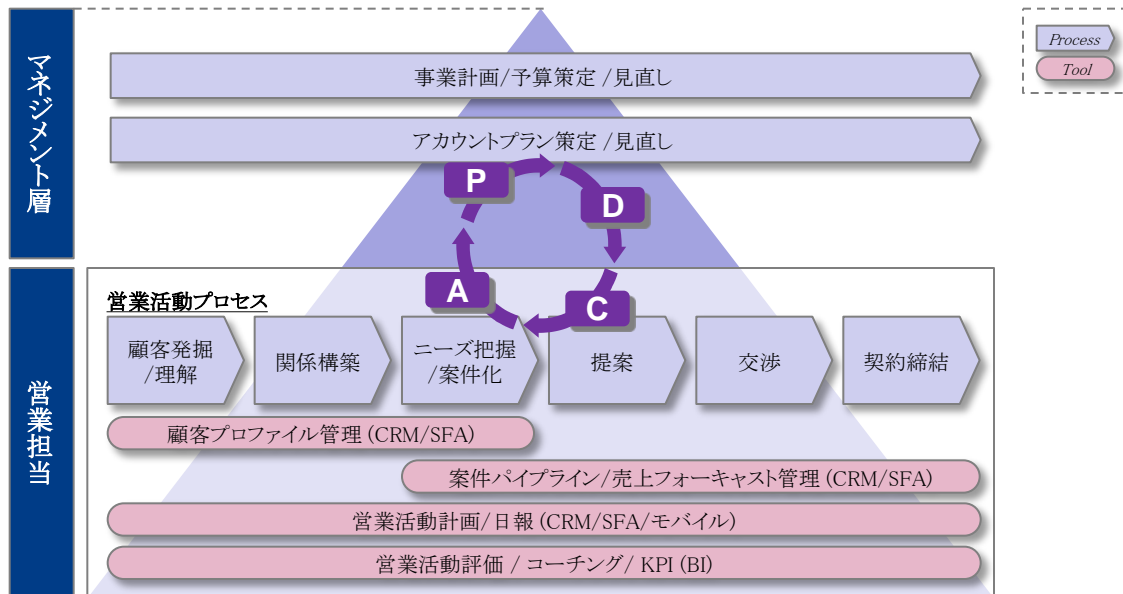 マネジメント層
Process
Tool
事業計画/予算策定 /見直し
アカウントプラン策定 /見直し
P
D
A
C
営業担当
営業活動プロセス
顧客発掘
/理解
関係構築
ニーズ把握
/案件化
提案
交渉
契約締結
顧客プロファイル管理 (CRM/SFA)
案件パイプライン/売上フォーキャスト管理 (CRM/SFA)
営業活動計画/日報 (CRM/SFA/モバイル)
営業活動評価 / コーチング/ KPI (BI)